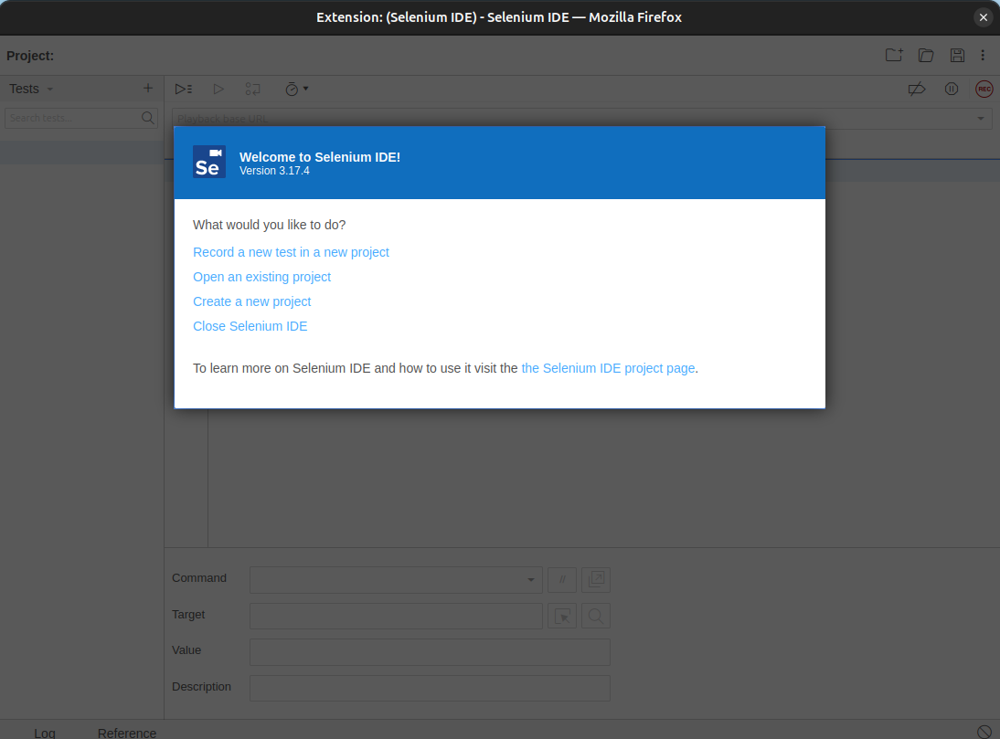 Extension: (Selenium IDE) - Selenium IDE — Mozilla Firefox
Project:
Tests
REC
Search tests...
Playback base URL
Se
Welcome to Selenium IDE!
Version 3.17.4
What would you like to do?
Record a new test in a new project
Open an existing project
Create a new project
Close Selenium IDE
To learn more on Selenium IDE and how to use it visit the the Selenium IDE project page.
Command
//
Target
Value
Description
Log Reference